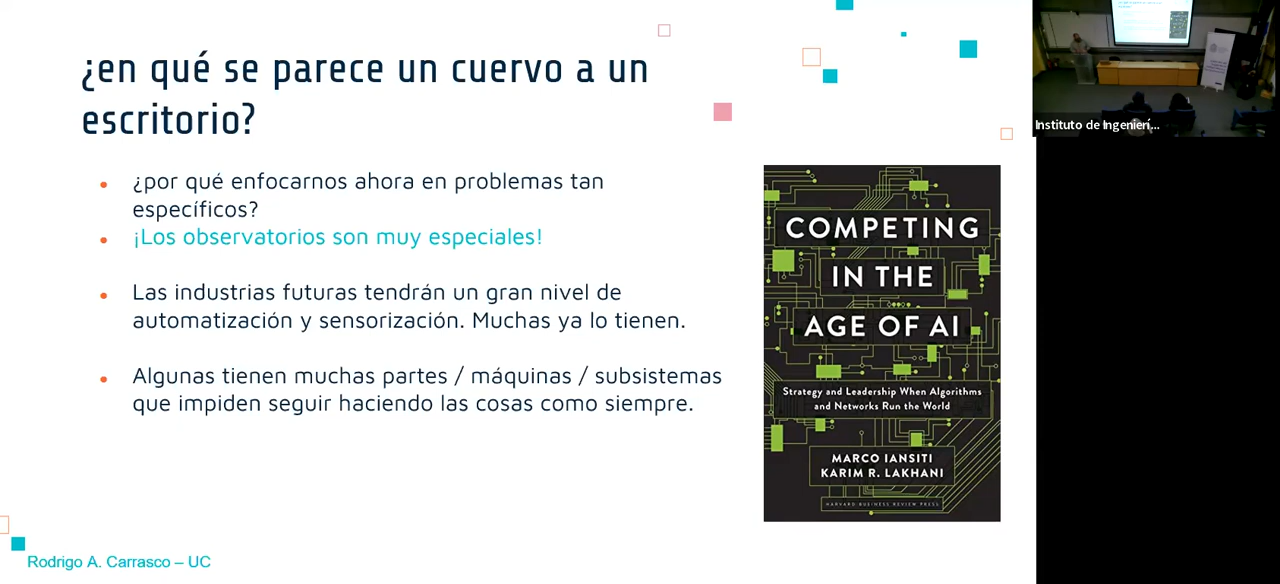 ¿en qué se parece un cuervo a un
escritorio?
¿por qué enfocarnos ahora en problemas tan
específicos?
¡Los observatorios son muy especiales!
Las industrias futuras tendrán un gran nivel de
automatización y sensorización. Muchas ya lo tienen.
Algunas tienen muchas partes / máquinas / subsistemas
que impiden seguir haciendo las cosas como siempre.
COMPETING
IN THE
AGE OF AI
Strategy and Leadership When Algorithms
and Networks Run the World
MARCO IANSITI
KARIM R. LAKHANI
HARVARD BUSINESS REVIEW PRESS
Rodrigo A. Carrasco – UC
Instituto de Ingenierí...